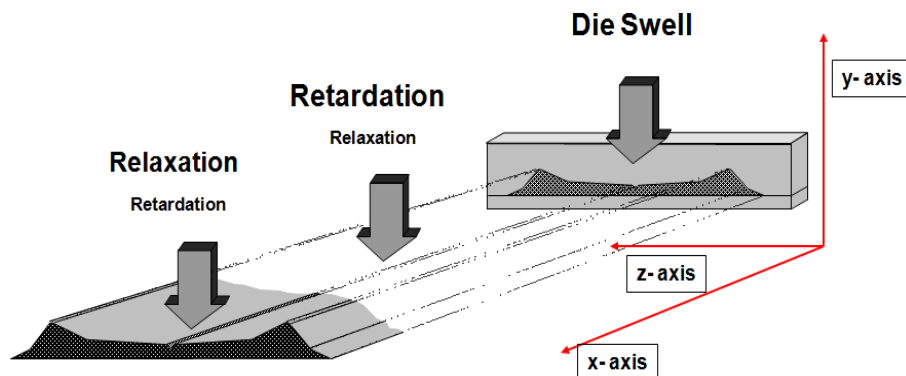 Die Swell
y- axis
Retardation
Relaxation
Relaxation
Retardation
z- axis
x- axis